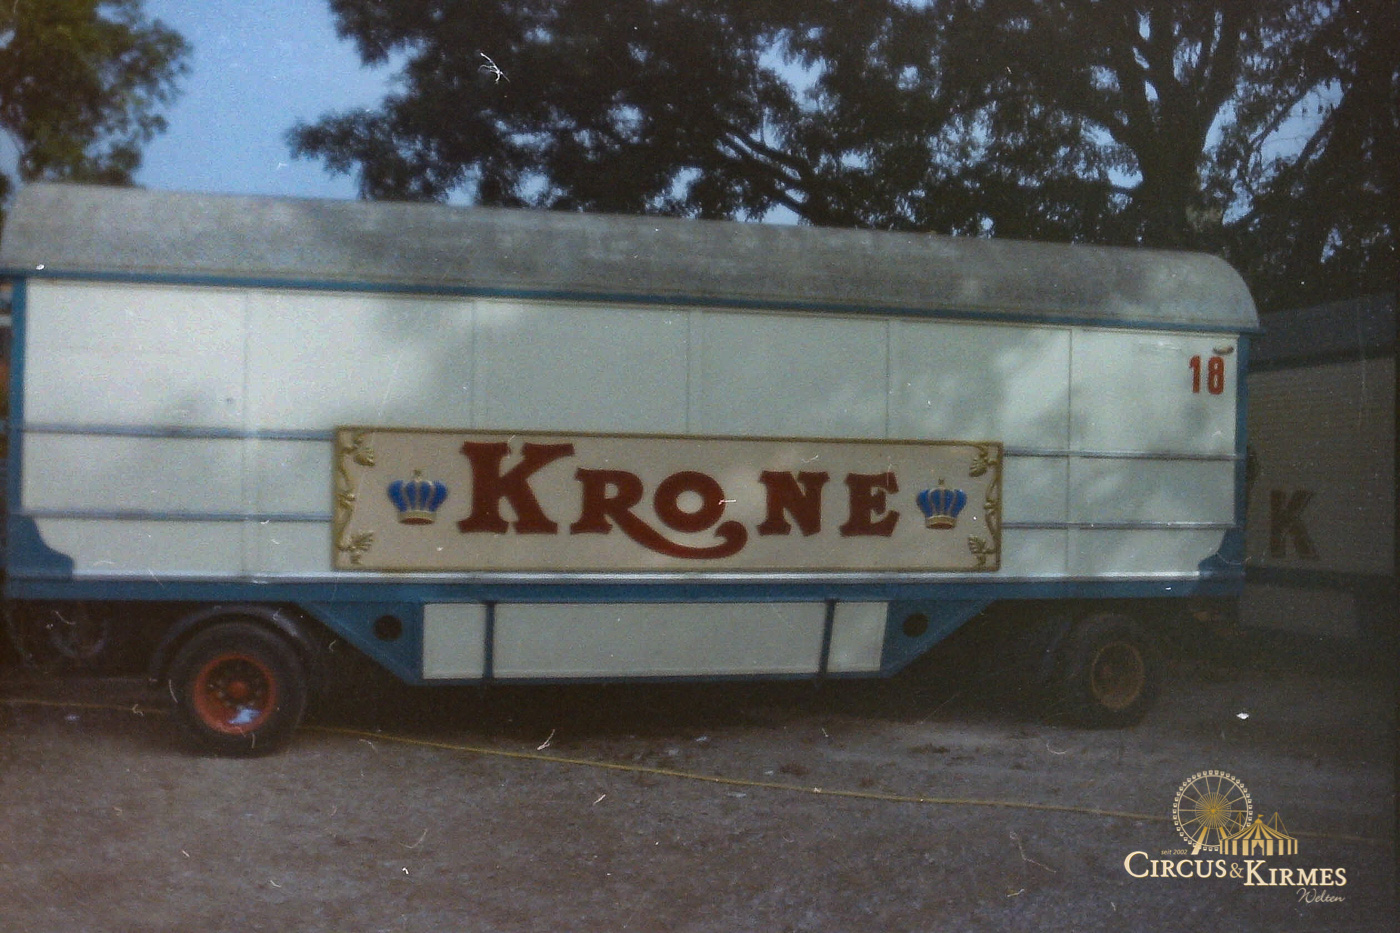 18
KRONE
K
seit 2002
CIRCUS & KIRMES
Welten